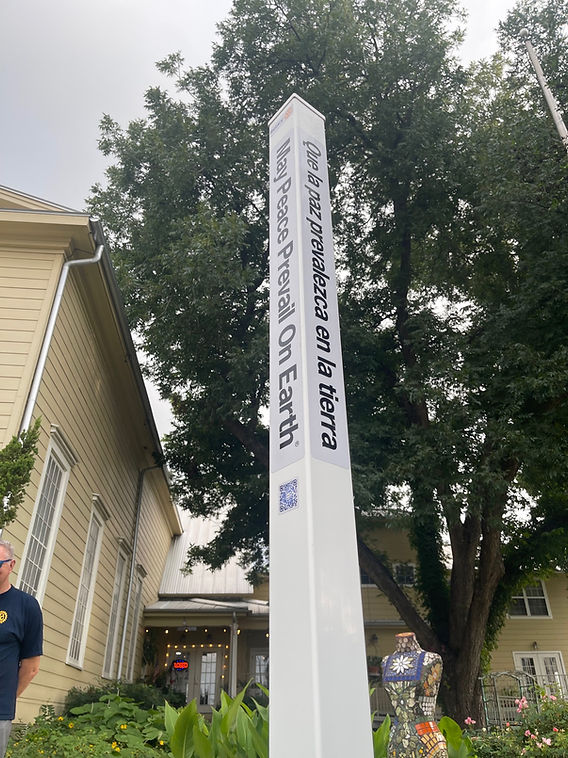 May Peace Prevail On Earth®
Que la paz prevalezca en la tierra